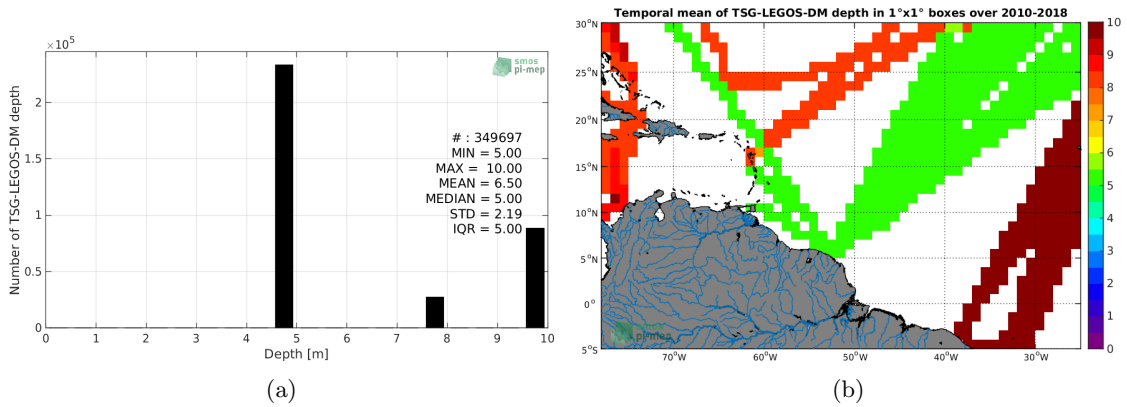 ×10^5
smos
pi-mep
2
1.5
1
0.5
0
Number of TSG-LEGOS-DM depth
# : 349697
MIN = 5.00
MAX = 10.00
MEAN = 6.50
MEDIAN = 5.00
STD = 2.19
IQR = 5.00
0 1 2 3 4 5 6 7 8 9 10
Depth [m]
(a)
Temporal mean of TSG-LEGOS-DM depth in 1°x1° boxes over 2010-2018
30°N
25°N
20°N
15°N
10°N
5°N
0°
5°S
70°W 60°W 50°W 40°W 30°W
smos
pi-mep
10
9
8
7
6
5
4
3
2
1
0
(b)